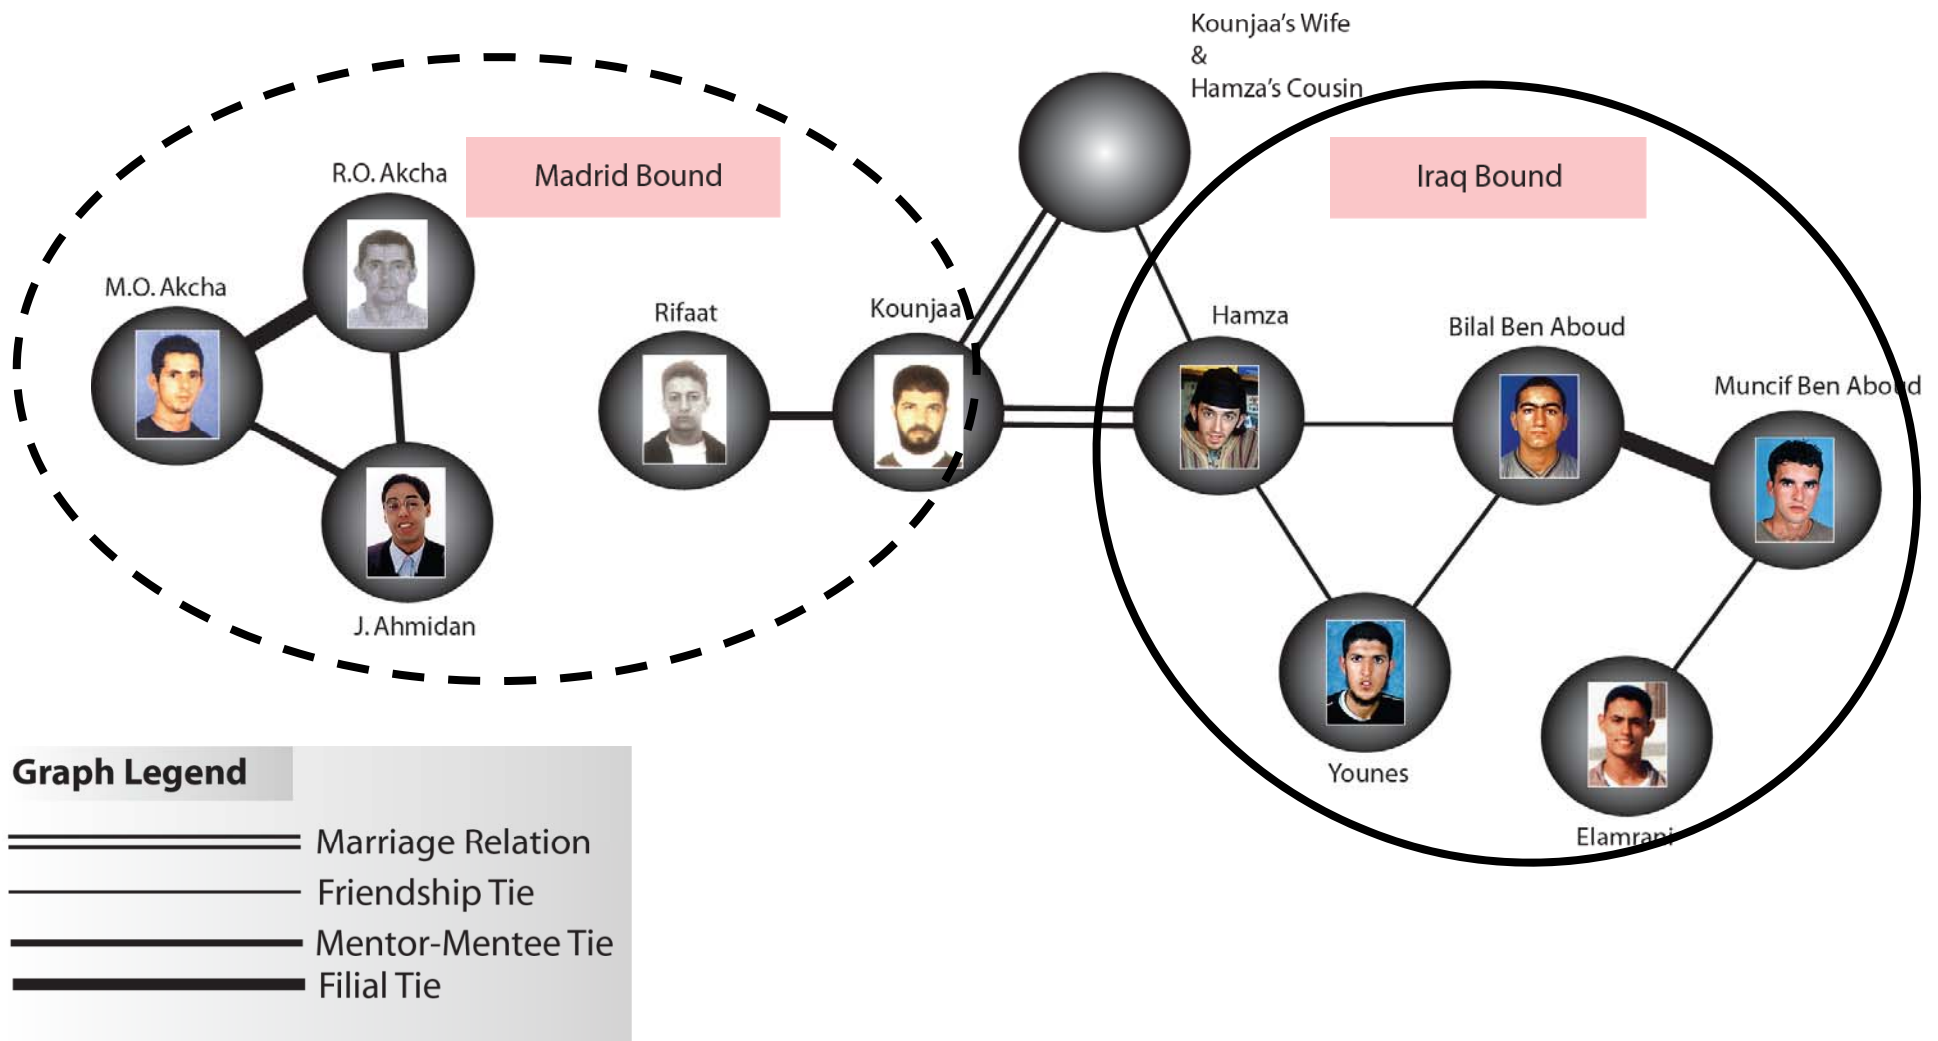 Kounjaa's Wife
&
Hamza's Cousin
Madrid Bound
Iraq Bound
R.O. Akcha
M.O. Akcha
Rifaat
Kounjaa
Hamza
Bilal Ben Aboud
Muncif Ben Aboud
J. Ahmidan
Younes
Elamrani
Graph Legend
Marriage Relation
Friendship Tie
Mentor-Mentee Tie
Filial Tie